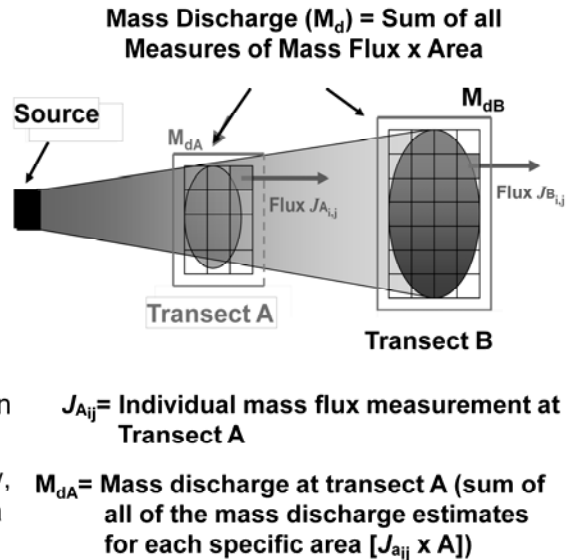 Mass Discharge (Md) = Sum of all
Measures of Mass Flux x Area
Source
MdA
MdB
Flux JAi,j
Flux JBi,j
Transect A
Transect B
n
JAij= Individual mass flux measurement at
Transect A
MdA= Mass discharge at transect A (sum of
all of the mass discharge estimates
for each specific area [Jaij x A])